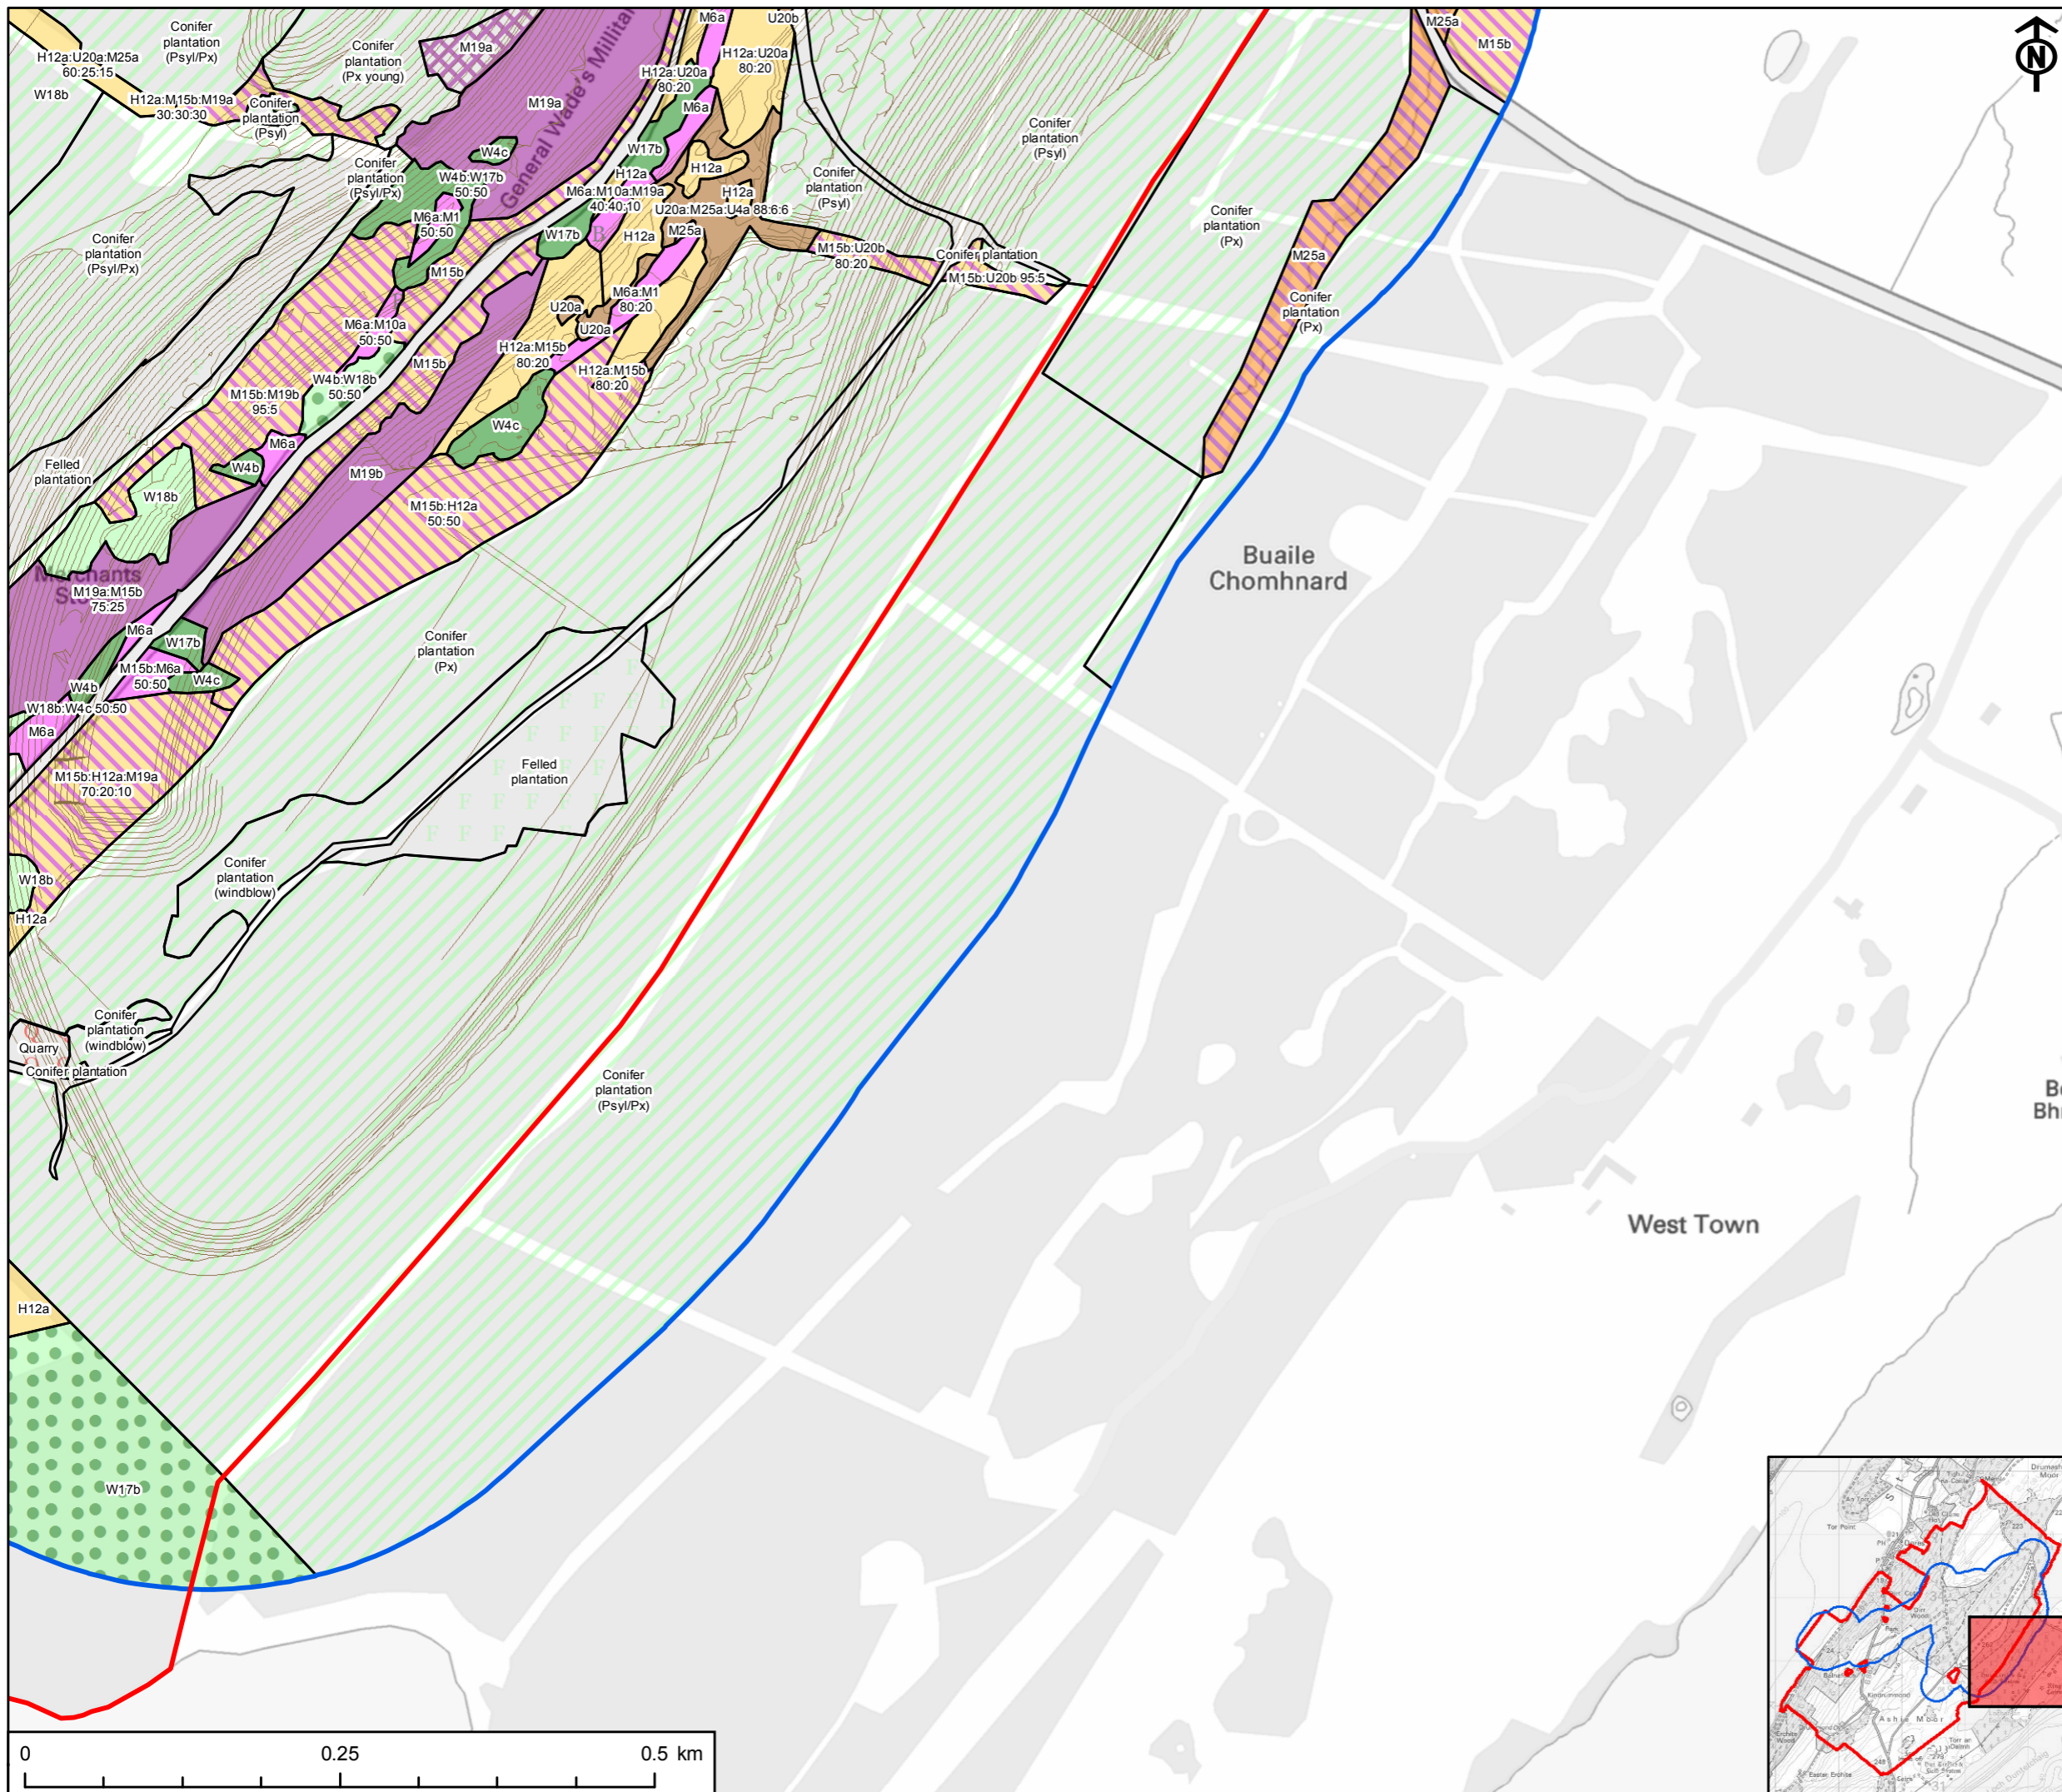 M6a
U20b
M25a
M15b
N
Conifer
plantation
(Psyl/Px)
Conifer
plantation
(Px young)
M19a
H12a:U20a:M25a
60:25:15
W18b
H12a:M15b:M19a
30:30:30
Conifer
plantation
(Psyl)
H12a:U20a
80:20
H12a:U20a
80:20
M6a
M19a
General Wade's Militar
W4c
W17b
Conifer
plantation
(Psyl)
Conifer
plantation
(Psyl/Px)
W4b:W17b
50:50
H12a
H12a
H12a
M6a:M10a:M19a
40:40:10
Conifer
plantation
(Psyl)
U20a:M25a:U4a 88:6:6
M6a:M1
50:50
W17b
B
H12a
M25a
Conifer
plantation
(Px)
Conifer
plantation
(Psyl/Px)
M15b
M15b:U20b
80:20
Conifer plantation
M15b:U20b 95:5
M25a
M6a:M1
80:20
U20a
U20a
Conifer
plantation
(Px)
M6a:M10a
50:50
M15b
H12a:M15b
80:20
H12a:M15b
80:20
W4b:W18b
50:50
M15b:M19b
95:5
W4c
M6a
W4b
M19b
Felled
plantation
W18b
M15b:H12a
50:50
Buaile
Chomhnard
Merchants
M19a:M15b
75:25
M6a
W17b
M15b:M6a
50:50
W4c
W4b
W18b:W4c 50:50
M6a
Conifer
plantation
(Px)
M15b:H12a:M19a
70:20:10
F
F F F F
F F F
F F F F
F F F F F
F F F
Felled
plantation
W18b
H12a
Conifer
plantation
(windblow)
Conifer
plantation
(windblow)
Quarry
Conifer plantation
Conifer
plantation
(Psyl/Px)
Bhr
West Town
H12a
W17b
0 0.25 0.5 km
Tor Point
Ashie Moor